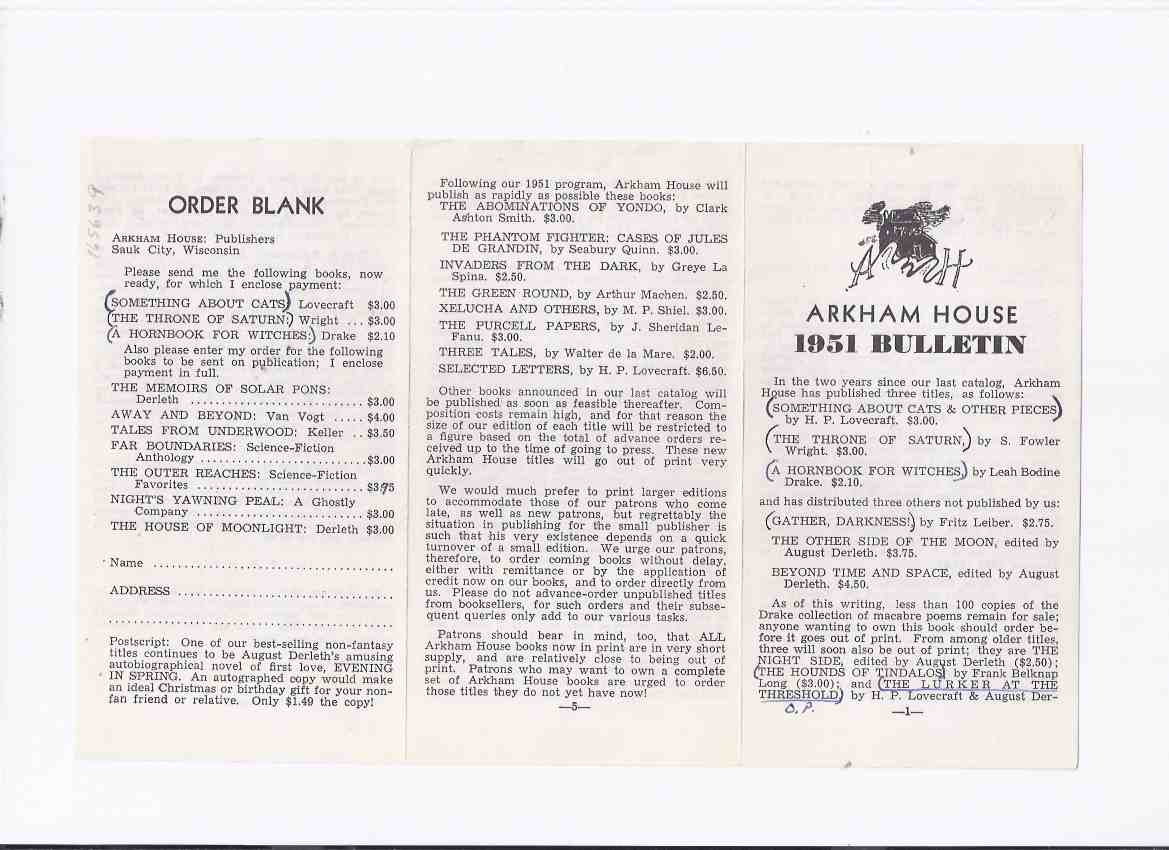 165639
ORDER BLANK
ARKHAM HOUSE: Publishers
Sauk City, Wisconsin
Please send me the following books, now
ready, for which I enclose payment:
(SOMETHING ABOUT CATS) Lovecraft $3.00
(THE THRONE OF SATURN:) Wright ... $3.00
(A HORNBOOK FOR WITCHES:) Drake $2.10
Also please enter my order for the following
books to be sent on publication; I enclose
payment in full.
THE MEMOIRS OF SOLAR PONS:
Derleth ............................ $3.00
AWAY AND BEYOND: Van Vogt ..... $4.00
TALES FROM UNDERWOOD: Keller .. $3.50
FAR BOUNDARIES: Science-Fiction
Anthology ...........................$3.00
THE OUTER REACHES: Science-Fiction
Favorites ........................... $3.75
NIGHT'S YAWNING PEAL: A Ghostly
Company ........................... $3.00
THE HOUSE OF MOONLIGHT: Derleth $3.00
Name .......................................
ADDRESS ...................................
..............................................
Postscript: One of our best-selling non-fantasy
titles continues to be August Derleth's amusing
autobiographical novel of first love, EVENING
IN SPRING. An autographed copy would make
an ideal Christmas or birthday gift for your non-
fan friend or relative. Only $1.49 the copy!
Following our 1951 program, Arkham House will
publish as rapidly as possible these books:
THE ABOMINATIONS OF YONDO, by Clark
Ashton Smith. $3.00.
THE PHANTOM FIGHTER: CASES OF JULES
DE GRANDIN, by Seabury Quinn. $3.00.
INVADERS FROM THE DARK, by Greye La
Spina. $2.50.
THE GREEN ROUND, by Arthur Machen. $2.50.
XELUCHA AND OTHERS, by M. P. Shiel. $3.00.
THE PURCELL PAPERS, by J. Sheridan Le-
Fanu. $3.00.
THREE TALES, by Walter de la Mare. $2.00.
SELECTED LETTERS, by H. P. Lovecraft. $6.50.
Other books announced in our last catalog will
be published as soon as feasible thereafter. Com-
position costs remain high, and for that reason the
size of our edition of each title will be restricted to
a figure based on the total of advance orders re-
ceived up to the time of going to press. These new
Arkham House titles will go out of print very
quickly.
We would much prefer to print larger editions
to accommodate those of our patrons who come
late, as well as new patrons, but regrettably the
situation in publishing for the small publisher is
such that his very existence depends on a quick
turnover of a small edition. We urge our patrons,
therefore, to order coming books without delay,
either with remittance or by the application of
credit now on our books, and to order directly from
us. Please do not advance-order unpublished titles
from booksellers, for such orders and their subse-
quent queries only add to our various tasks.
Patrons should bear in mind, too, that ALL
Arkham House books now in print are in very short
supply, and are relatively close to being out of
print. Patrons who may want to own a complete
set of Arkham House books are urged to order
those titles they do not yet have now!
—5—
ARKHAM HOUSE
1951 BULLETIN
In the two years since our last catalog, Arkham
House has published three titles, as follows:
(SOMETHING ABOUT CATS & OTHER PIECES)
by H. P. Lovecraft. $3.00.
(THE THRONE OF SATURN,) by S. Fowler
Wright. $3.00.
(A HORNBOOK FOR WITCHES,) by Leah Bodine
Drake. $2.10.
and has distributed three others not published by us:
(GATHER, DARKNESS!) by Fritz Leiber. $2.75.
THE OTHER SIDE OF THE MOON, edited by
August Derleth. $3.75.
BEYOND TIME AND SPACE, edited by August
Derleth. $4.50.
As of this writing, less than 100 copies of the
Drake collection of macabre poems remain for sale;
anyone wanting to own this book should order be-
fore it goes out of print. From among older titles,
three will soon also be out of print; they are THE
NIGHT SIDE, edited by August Derleth ($2.50);
(THE HOUNDS OF TINDALOS) by Frank Belknap
Long ($3.00); and (THE LURKER AT THE
THRESHOLD) by H. P. Lovecraft & August Der-
O.P.
—1—